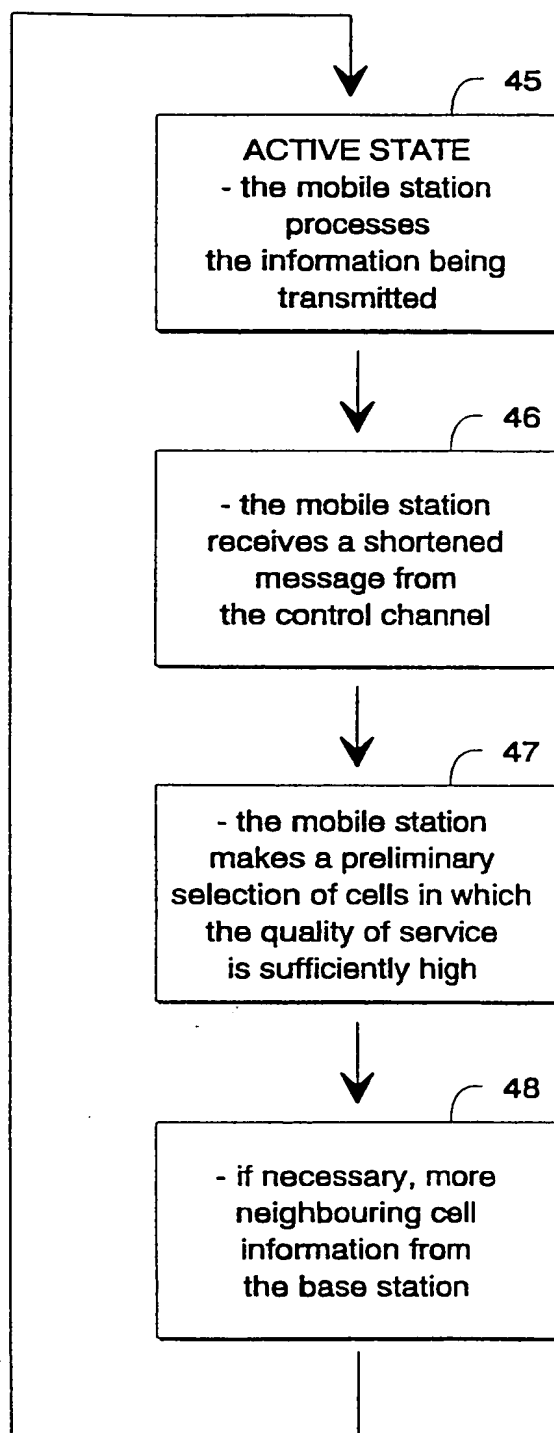 45
ACTIVE STATE
- the mobile station
processes
the information being
transmitted
46
- the mobile station
receives a shortened
message from
the control channel
47
- the mobile station
makes a preliminary
selection of cells in which
the quality of service
is sufficiently high
48
- if necessary, more
neighbouring cell
information from
the base station